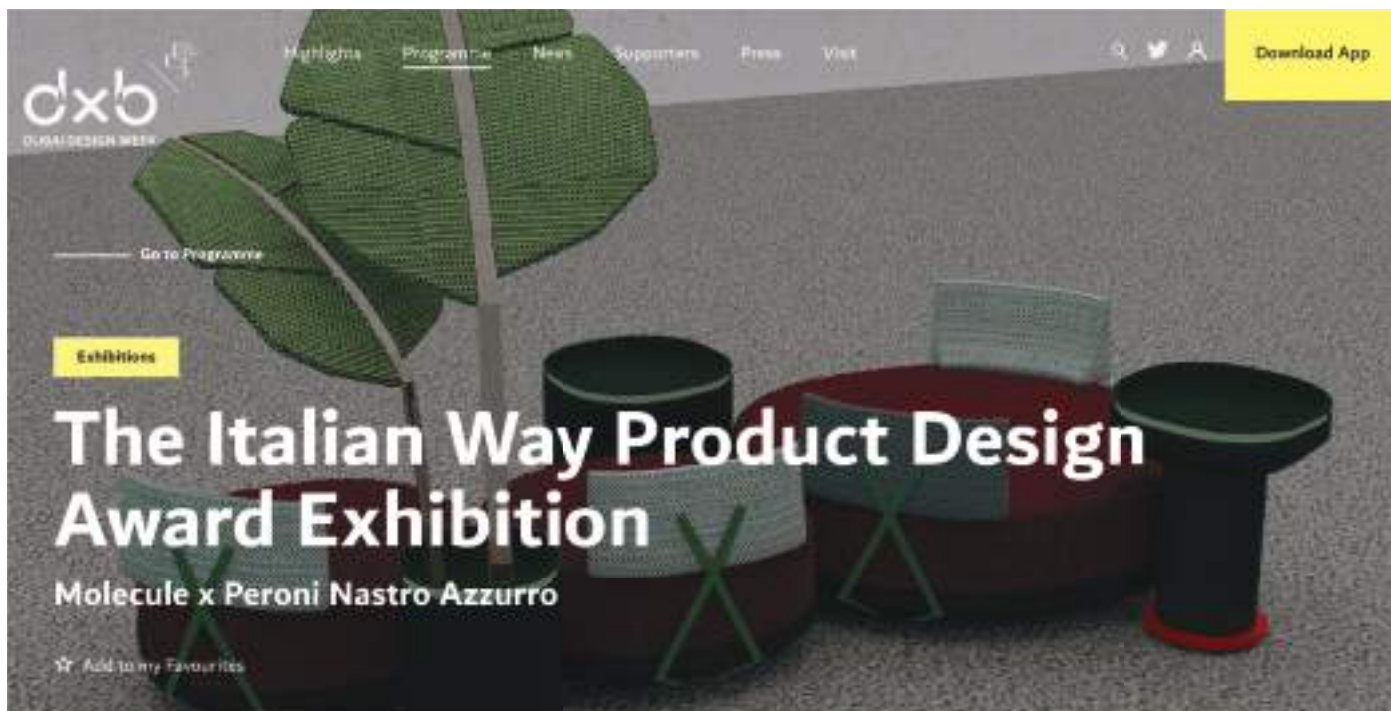 Highlights Programme News Supporters Press Visit
Download App
dxb
DUBAI DESIGN WEEK
Go to Programme
Exhibitions
The Italian Way Product Design
Award Exhibition
Molecule x Peroni Nastro Azzurro
Add to my Favourites